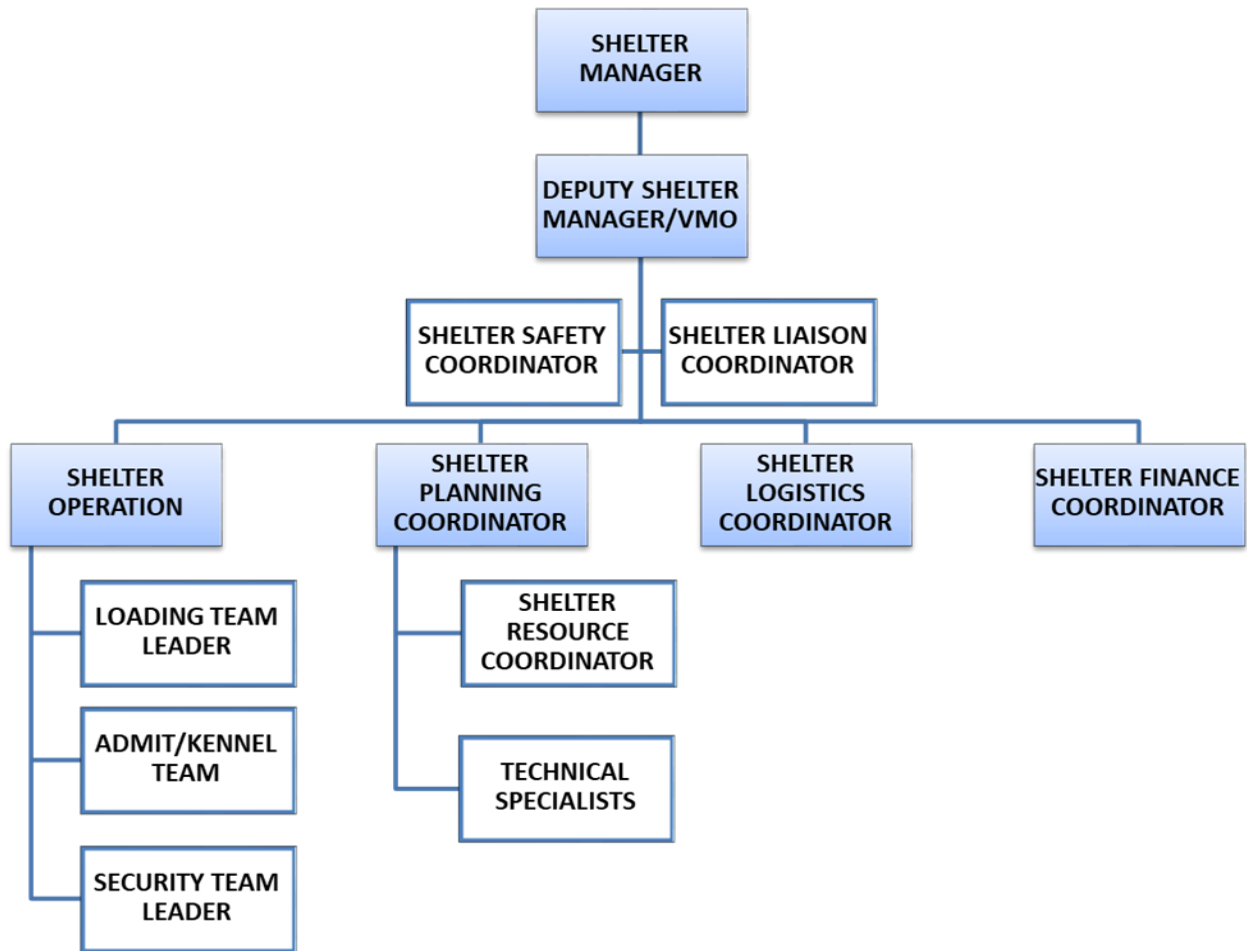 SHELTER
MANAGER
DEPUTY SHELTER
MANAGER/VMO
SHELTER SAFETY
COORDINATOR
SHELTER LIAISON
COORDINATOR
SHELTER
OPERATION
SHELTER
PLANNING
COORDINATOR
SHELTER
LOGISTICS
COORDINATOR
SHELTER FINANCE
COORDINATOR
LOADING TEAM
LEADER
ADMIT/KENNEL
TEAM
SECURITY TEAM
LEADER
SHELTER
RESOURCE
COORDINATOR
TECHNICAL
SPECIALISTS